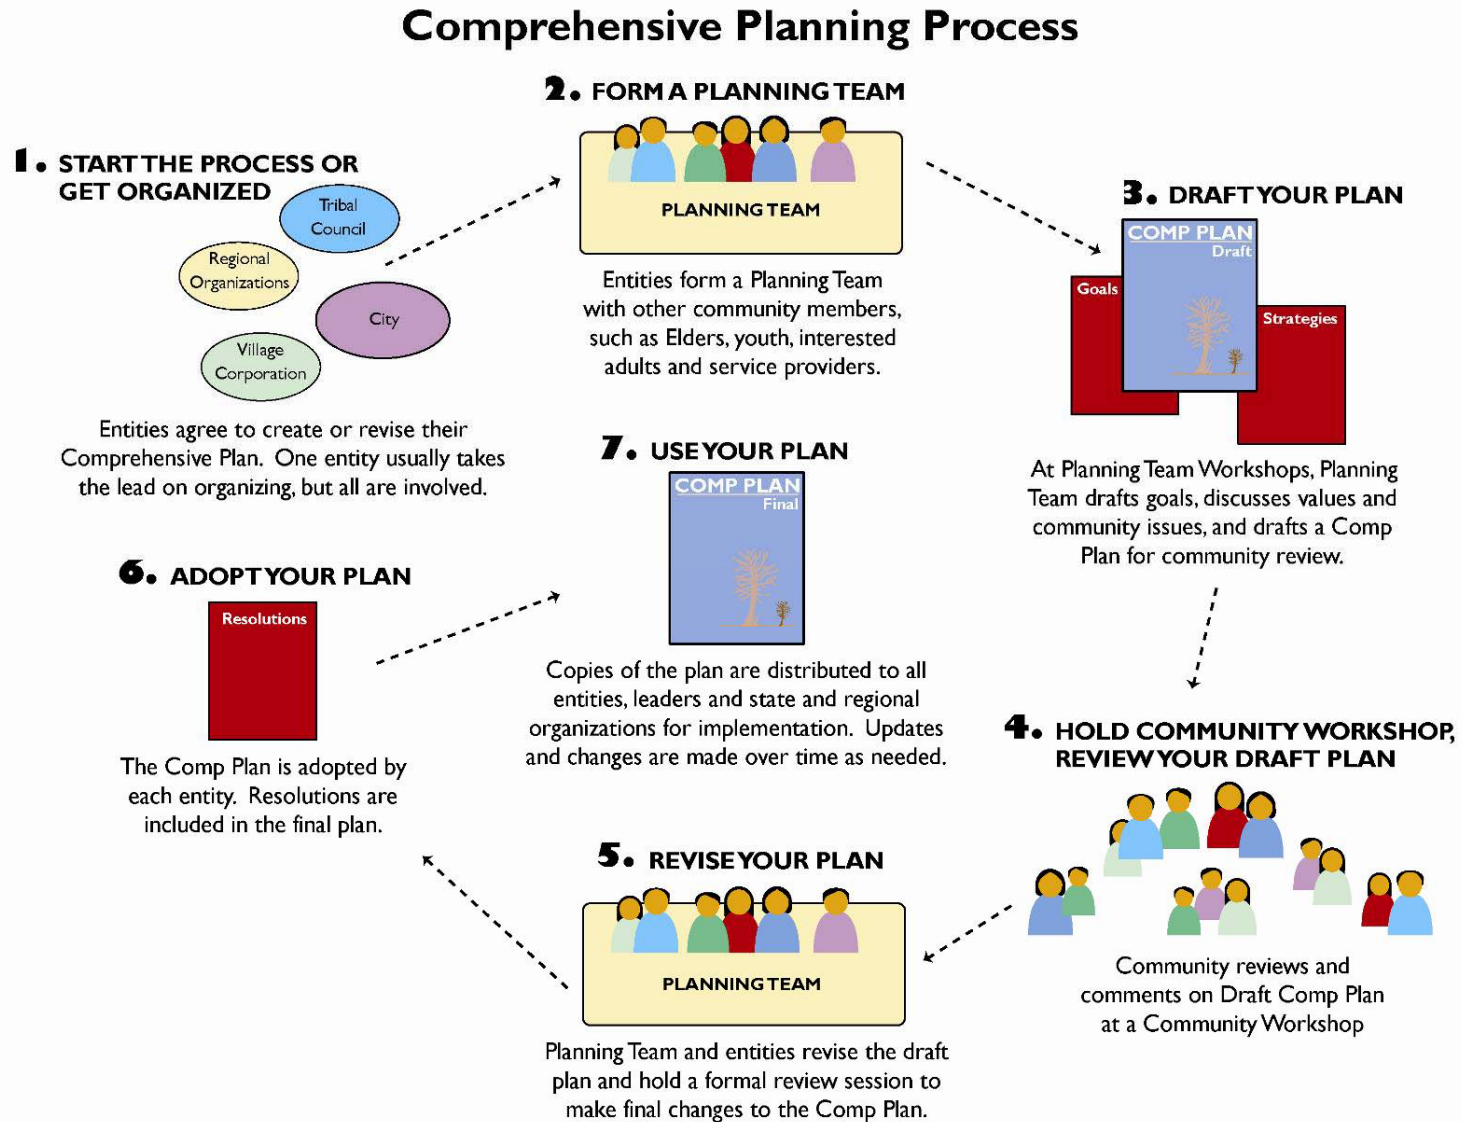 Comprehensive Planning Process
1. START THE PROCESS OR
GET ORGANIZED
Tribal
Council
Regional
Organizations
City
Village
Corporation
Entities agree to create or revise their
Comprehensive Plan. One entity usually takes
the lead on organizing, but all are involved.
2. FORM A PLANNING TEAM
PLANNING TEAM
Entities form a Planning Team
with other community members,
such as Elders, youth, interested
adults and service providers.
3. DRAFT YOUR PLAN
COMP PLAN
Draft
Goals
Strategies
At Planning Team Workshops, Planning
Team drafts goals, discusses values and
community issues, and drafts a Comp
Plan for community review.
4. HOLD COMMUNITY WORKSHOP,
REVIEW YOUR DRAFT PLAN
Community reviews and
comments on Draft Comp Plan
at a Community Workshop
5. REVISE YOUR PLAN
PLANNING TEAM
Planning Team and entities revise the draft
plan and hold a formal review session to
make final changes to the Comp Plan.
6. ADOPT YOUR PLAN
Resolutions
The Comp Plan is adopted by
each entity. Resolutions are
included in the final plan.
7. USE YOUR PLAN
COMP PLAN
Final
Copies of the plan are distributed to all
entities, leaders and state and regional
organizations for implementation. Updates
and changes are made over time as needed.